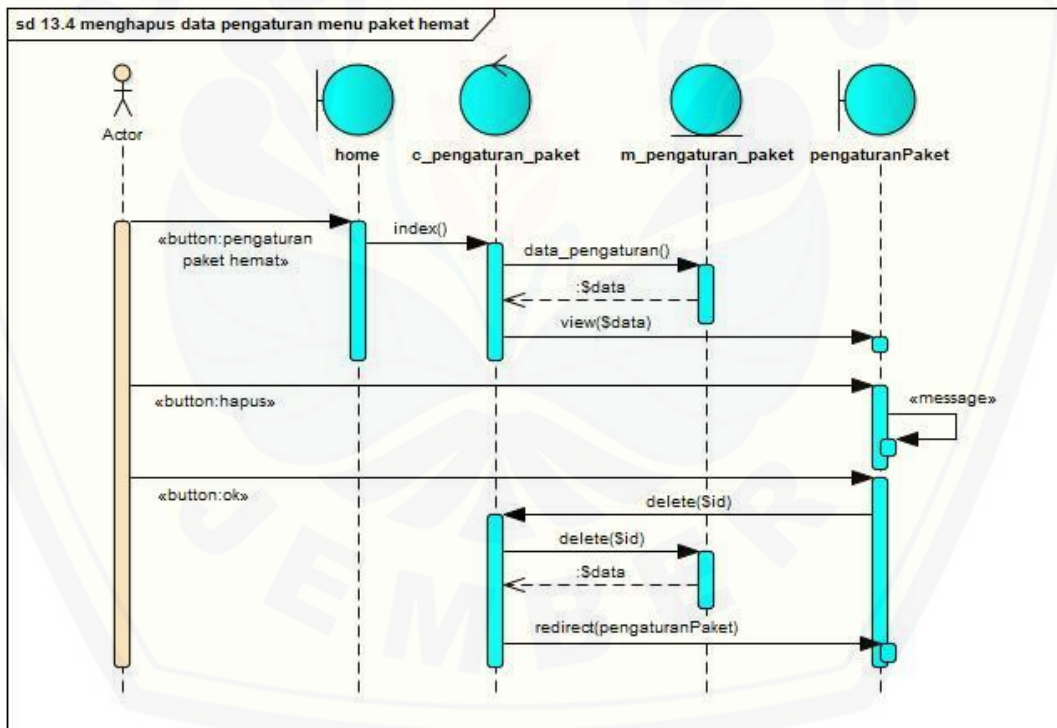 sd 13.4 menghapus data pengaturan menu paket hemat
Actor
home
c_pengaturan_paket
m_pengaturan_paket
pengaturanPaket
«button:pengaturan
paket hemat»
index()
data_pengaturan()
:$data
view($data)
«button:hapus»
«message»
«button:ok»
delete($id)
delete($id)
:$data
redirect(pengaturanPaket)
JEMBER